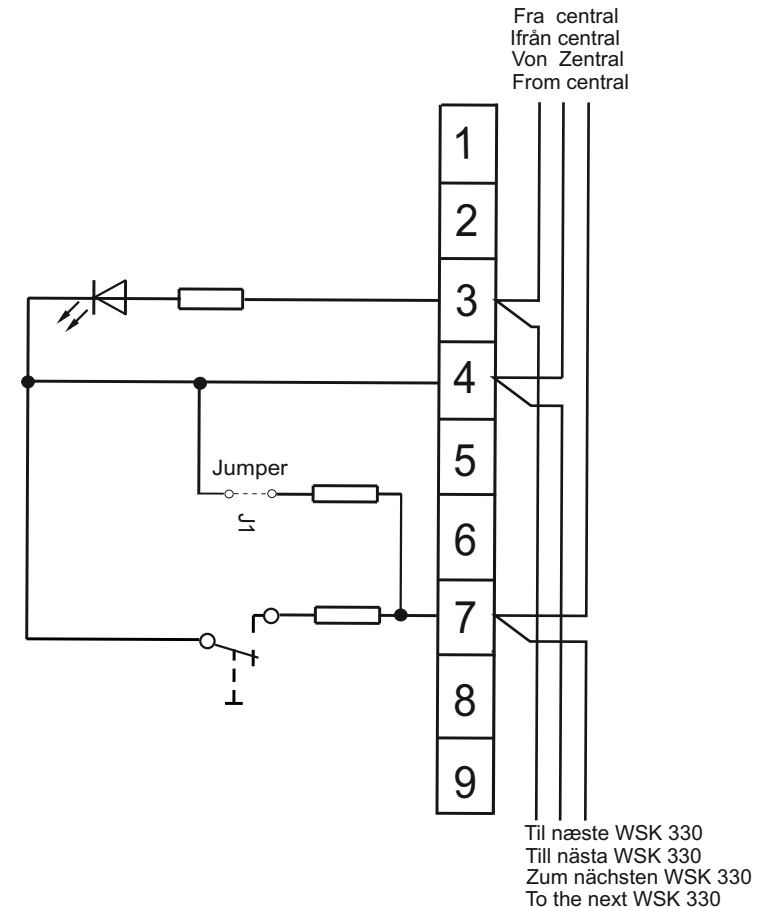 Fra central
Ifrån central
Von Zentral
From central
1
2
3
4
5
6
7
8
9
Jumper
J1
Til næste WSK 330
Till nästa WSK 330
Zum nächsten WSK 330
To the next WSK 330